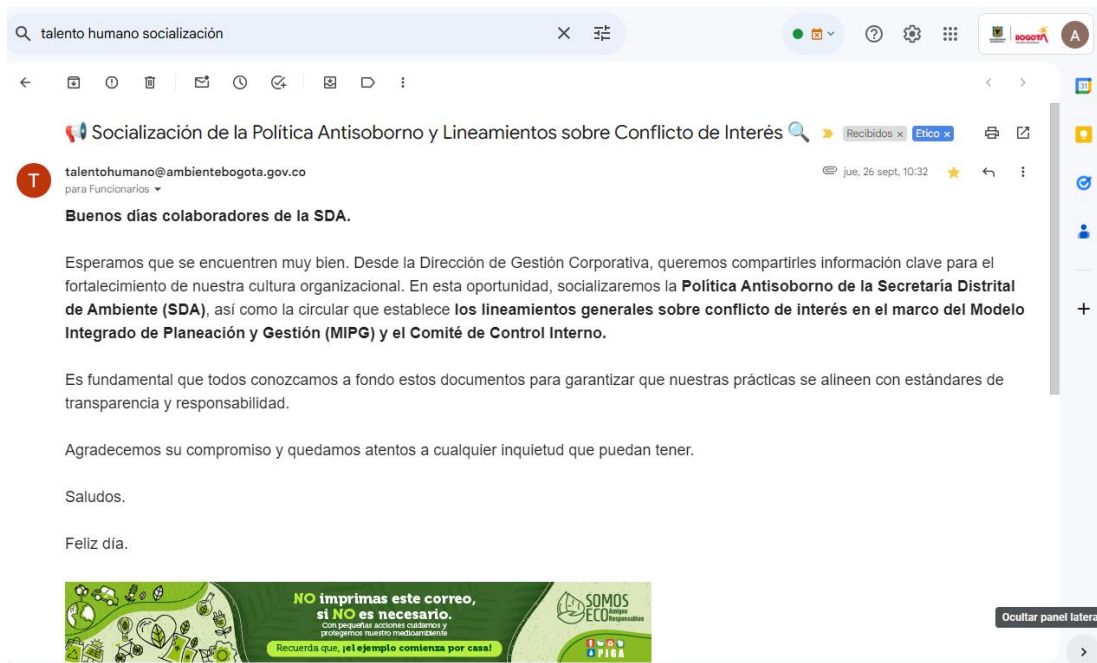 talento humano socialización
BOGOTÁ
A
31
📢 Socialización de la Política Antisoborno y Lineamientos sobre Conflicto de Interés 🔍
Recibidos x
Etico x
T
talentohumano@ambientebogota.gov.co
jue, 26 sept, 10:32
para Funcionarios
Buenos días colaboradores de la SDA.
Esperamos que se encuentren muy bien. Desde la Dirección de Gestión Corporativa, queremos compartirles información clave para el
fortalecimiento de nuestra cultura organizacional. En esta oportunidad, socializaremos la Política Antisoborno de la Secretaría Distrital
de Ambiente (SDA), así como la circular que establece los lineamientos generales sobre conflicto de interés en el marco del Modelo
Integrado de Planeación y Gestión (MIPG) y el Comité de Control Interno.
Es fundamental que todos conozcamos a fondo estos documentos para garantizar que nuestras prácticas se alineen con estándares de
transparencia y responsabilidad.
Agradecemos su compromiso y quedamos atentos a cualquier inquietud que puedan tener.
Saludos.
Feliz día.
NO imprimas este correo,
si NO es necesario.
Con pequeñas acciones cuidamos y
protegemos nuestro medioambiente
Recuerda que, ¡el ejemplo comienza por casa!
SOMOS
ECO Amigos Responsables
PIGA
Ocultar panel latera